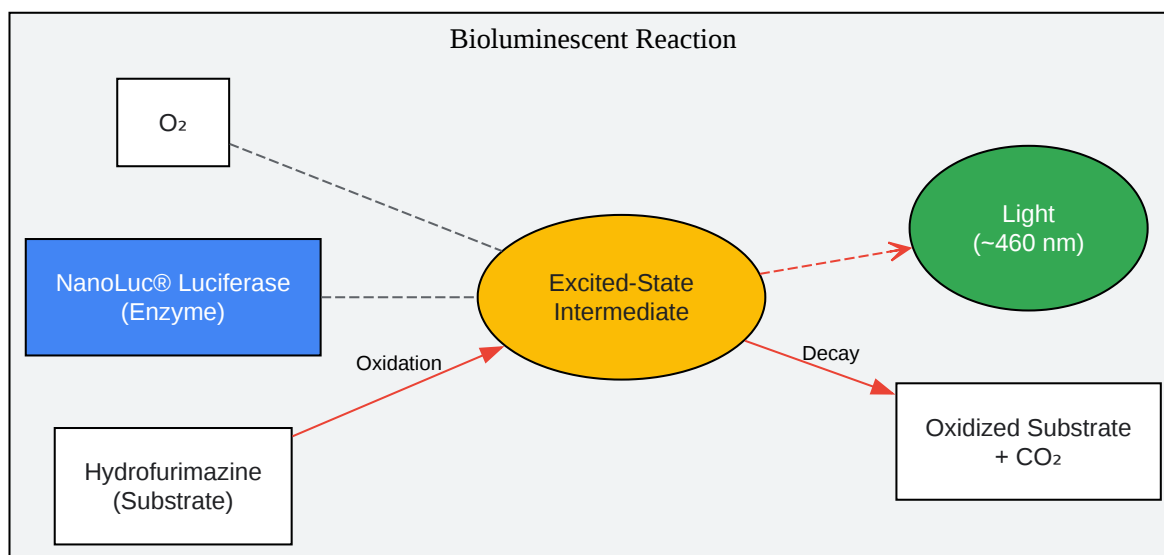 Bioluminescent Reaction
O₂
NanoLuc® Luciferase
(Enzyme)
Hydrofurimazine
(Substrate)
Oxidation
Excited-State
Intermediate
Light
(~460 nm)
Decay
Oxidized Substrate
+ CO₂